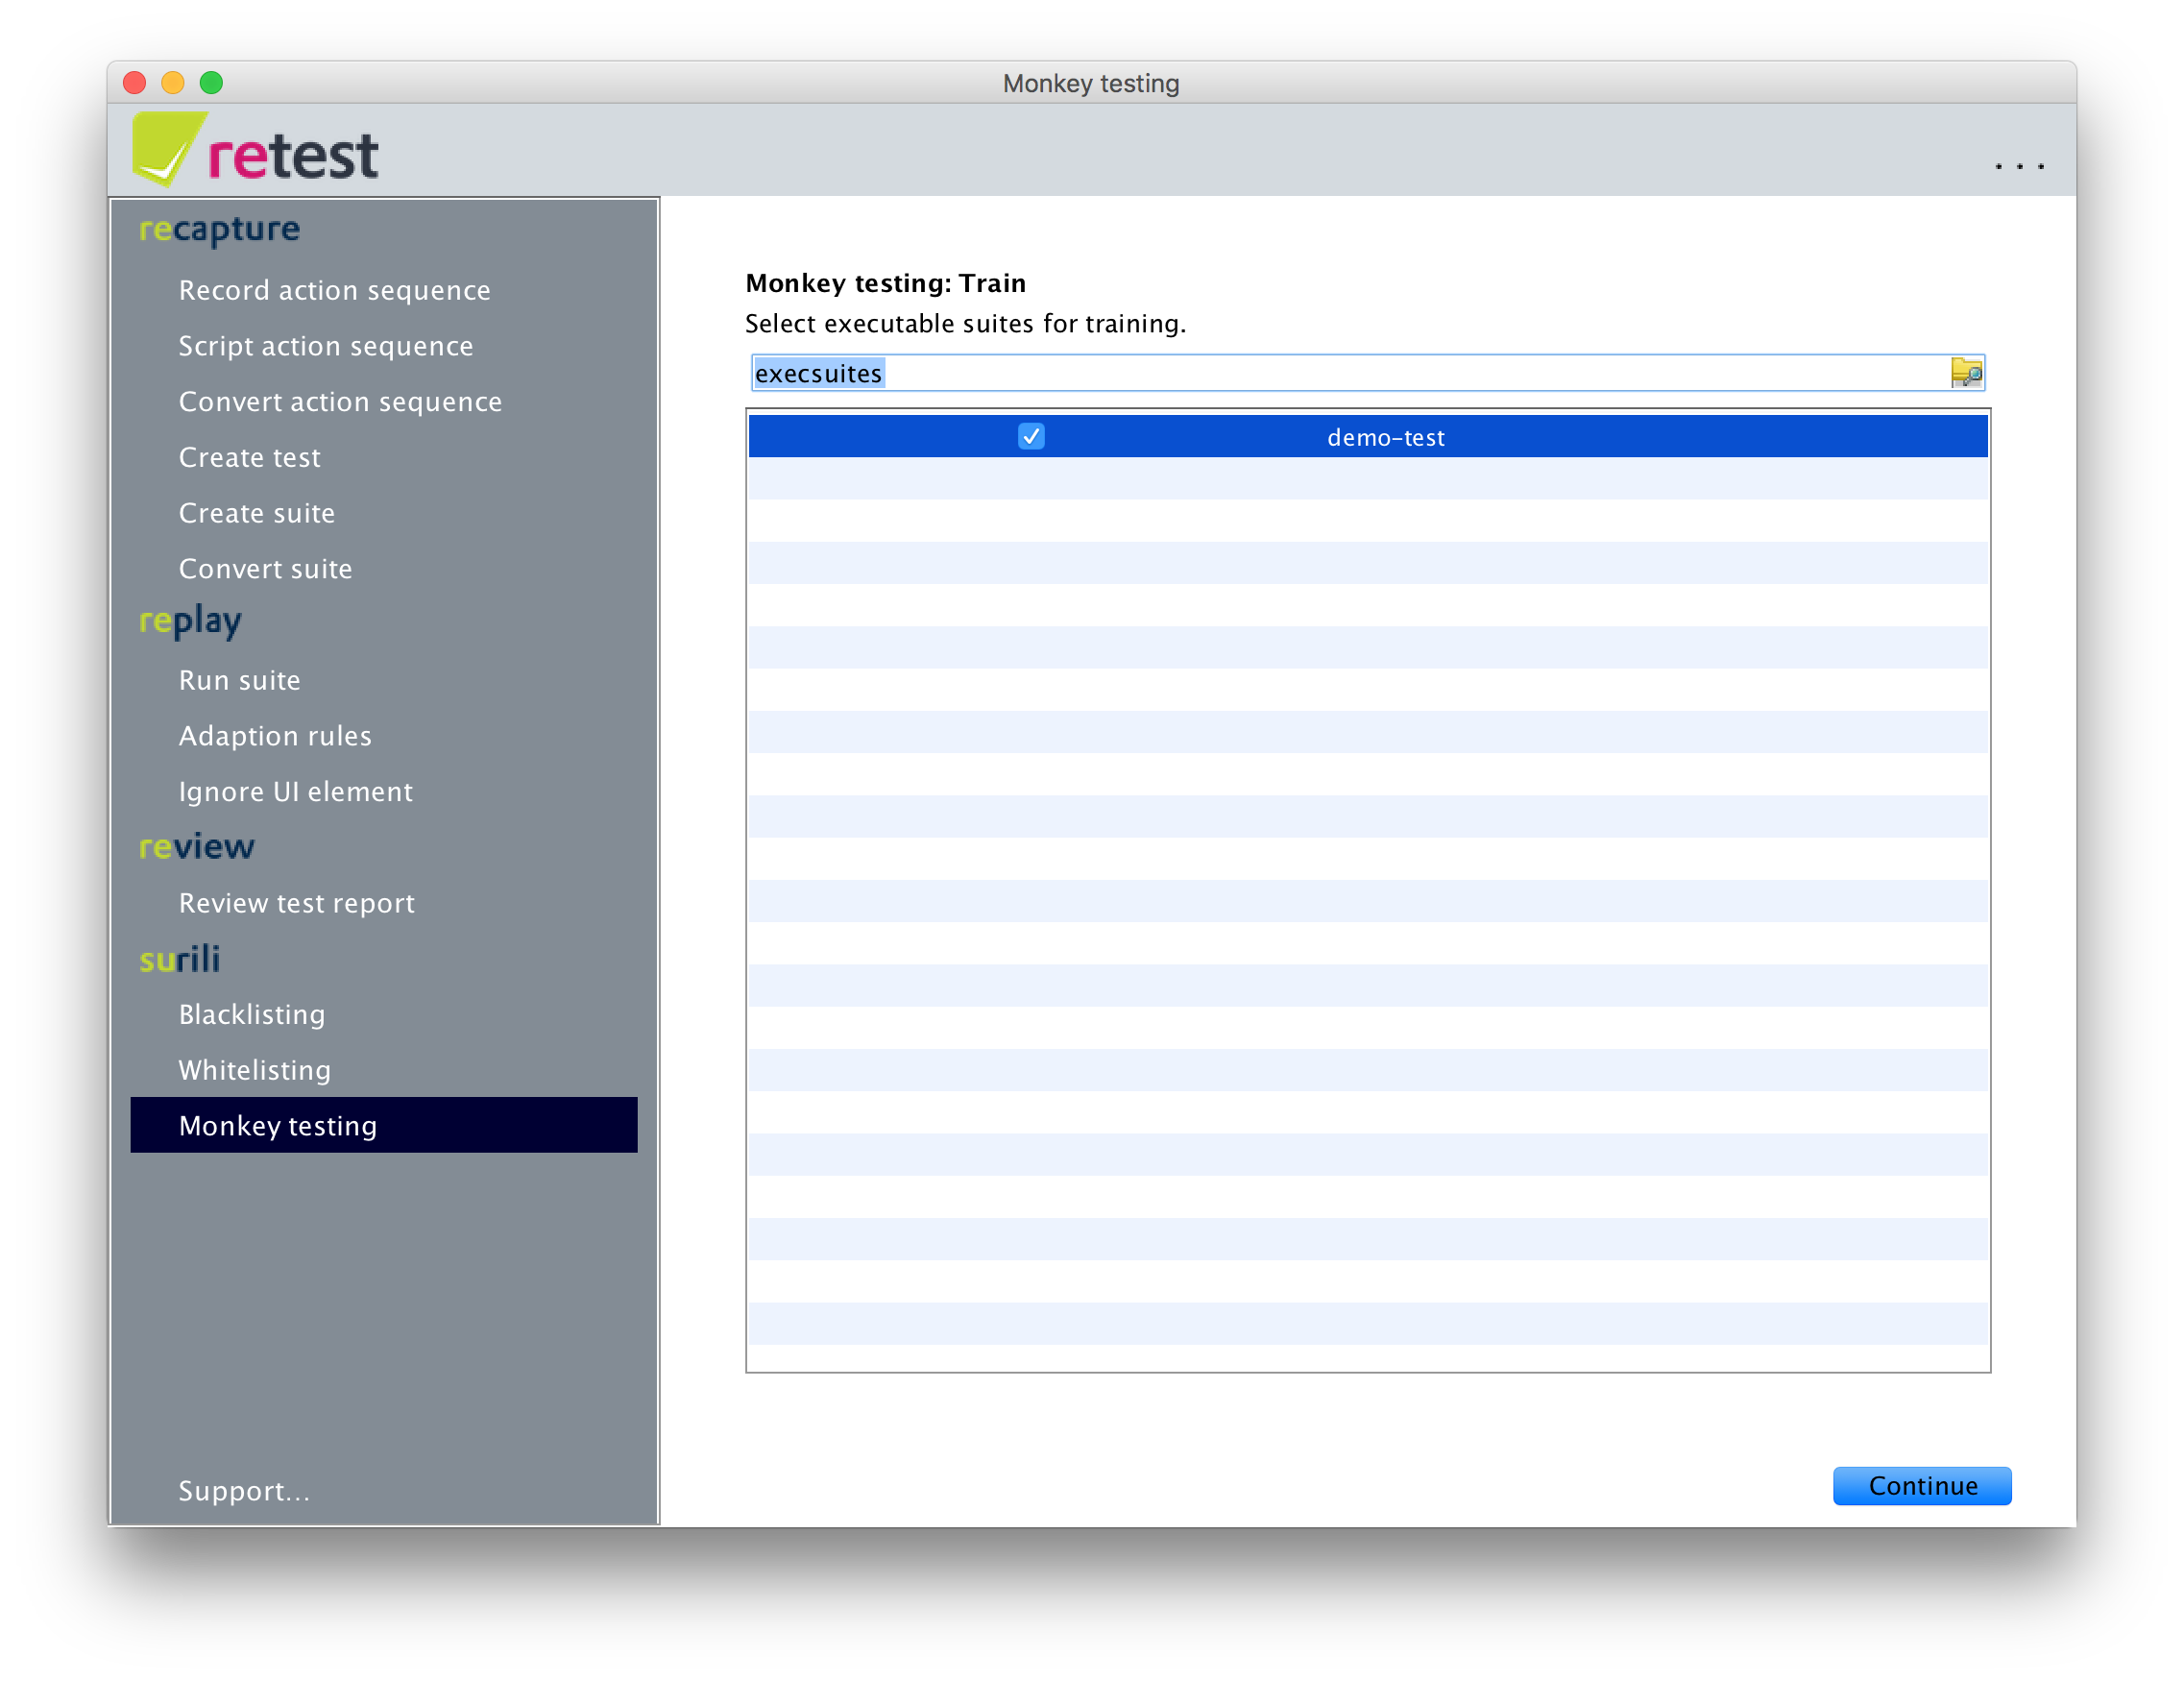 Monkey testing
retest
...
recapture
Record action sequence
Script action sequence
Convert action sequence
Create test
Create suite
Convert suite
replay
Run suite
Adaption rules
Ignore UI element
review
Review test report
surili
Blacklisting
Whitelisting
Monkey testing
Support...
Monkey testing: Train
Select executable suites for training.
execsuites
demo-test
Continue